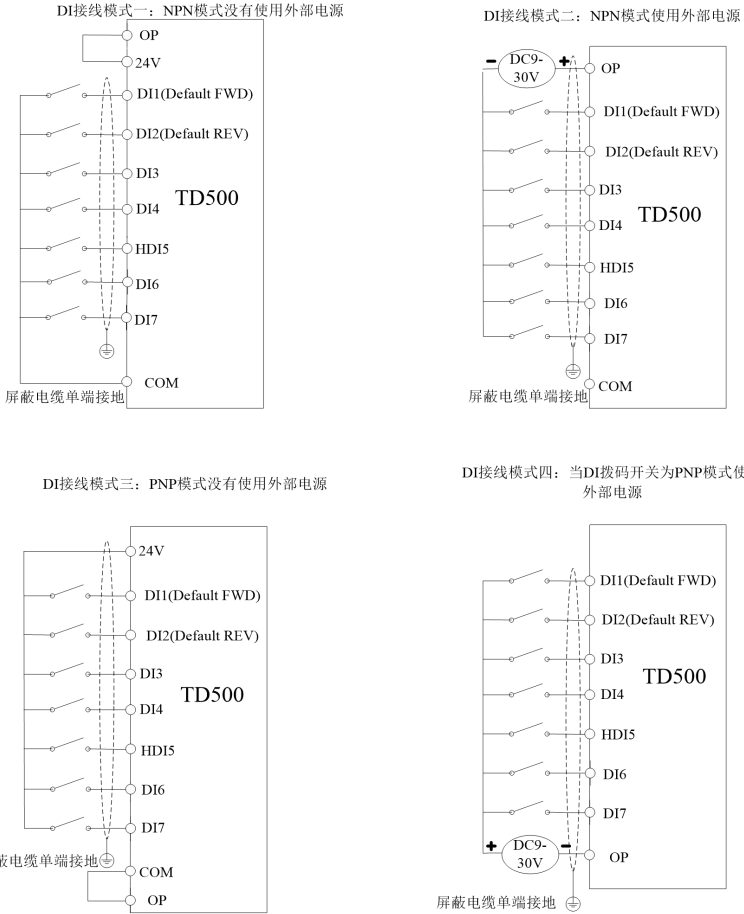 DI接线模式一：NPN模式没有使用外部电源
OP
24V
DI1(Default FWD)
DI2(Default REV)
DI3
TD500
DI4
HDI5
DI6
DI7
COM
屏蔽电缆单端接地
DI接线模式二：NPN模式使用外部电源
DC9-
30V
OP
DI1(Default FWD)
DI2(Default REV)
DI3
TD500
DI4
HDI5
DI6
DI7
COM
屏蔽电缆单端接地
DI接线模式三：PNP模式没有使用外部电源
24V
DI1(Default FWD)
DI2(Default REV)
DI3
TD500
DI4
HDI5
DI6
DI7
蔽电缆单端接地
COM
OP
DI接线模式四：当DI拨码开关为PNP模式使
外部电源
DI1(Default FWD)
DI2(Default REV)
DI3
TD500
DI4
HDI5
DI6
DI7
DC9-
30V
OP
屏蔽电缆单端接地